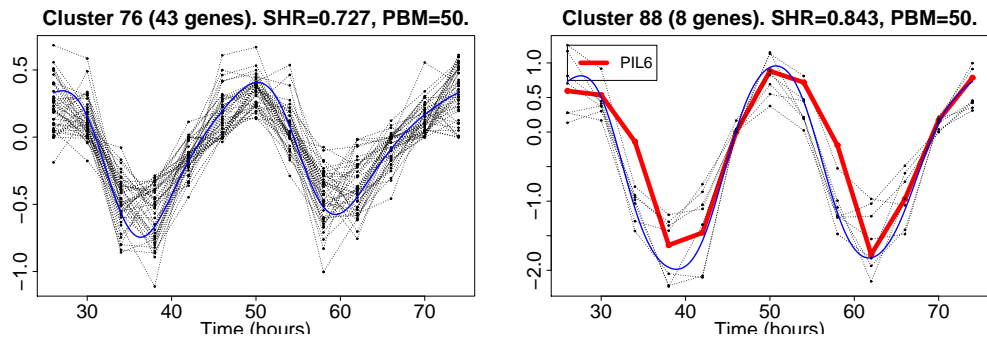 Cluster 76 (43 genes). SHR=0.727, PBM=50.
0.5
0.0
−0.5
−1.0
30 40 50 60 70
Time (hours)
Cluster 88 (8 genes). SHR=0.843, PBM=50.
PIL6
1.0
0.5
0.0
−1.0
−2.0
30 40 50 60 70
Time (hours)